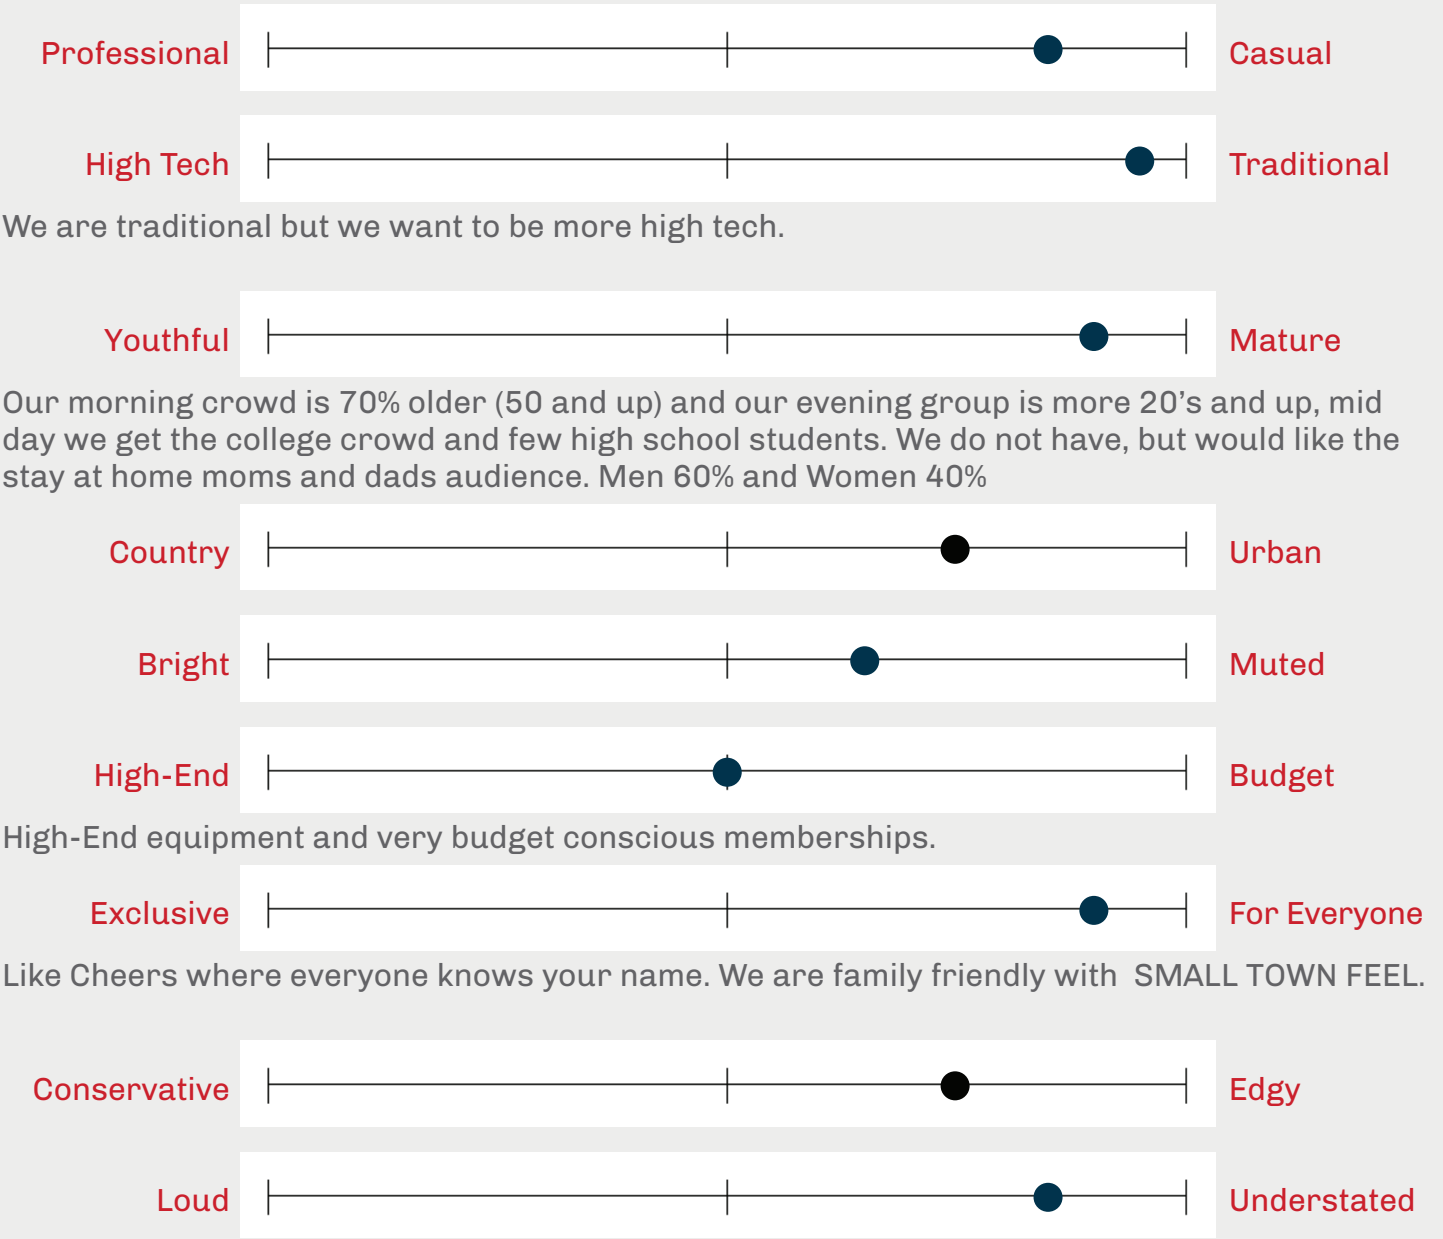 Professional Casual
High Tech Traditional
We are traditional but we want to be more high tech.
Youthful Mature
Our morning crowd is 70% older (50 and up) and our evening group is more 20's and up, mid
day we get the college crowd and few high school students. We do not have, but would like the
stay at home moms and dads audience. Men 60% and Women 40%
Country Urban
Bright Muted
High-End Budget
High-End equipment and very budget conscious memberships.
Exclusive For Everyone
Like Cheers where everyone knows your name. We are family friendly with  SMALL TOWN FEEL.
Conservative Edgy
Loud Understated